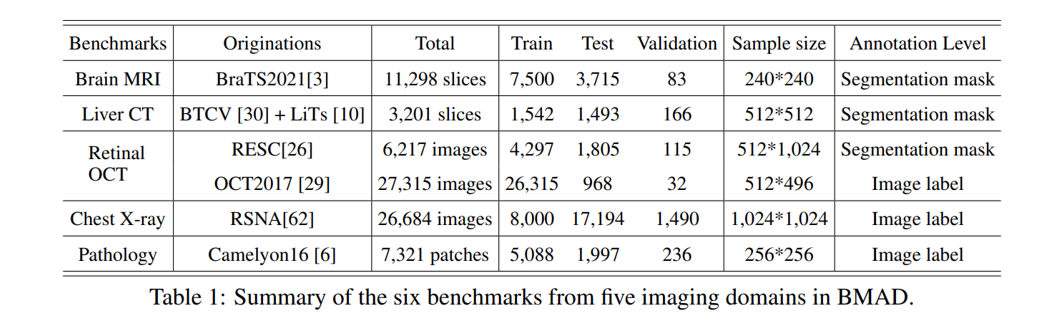 Benchmarks Originations Total Train Test Validation Sample size Annotation Level
Brain MRI BraTS2021[3] 11,298 slices 7,500 3,715 83 240*240 Segmentation mask
Liver CT BTCV [30] + LiTs [10] 3,201 slices 1,542 1,493 166 512*512 Segmentation mask
Retinal OCT RESC[26] 6,217 images 4,297 1,805 115 512*1,024 Segmentation mask
OCT2017 [29] 27,315 images 26,315 968 32 512*496 Image label
Chest X-ray RSNA[62] 26,684 images 8,000 17,194 1,490 1,024*1,024 Image label
Pathology Camelyon16 [6] 7,321 patches 5,088 1,997 236 256*256 Image label
Table 1: Summary of the six benchmarks from five imaging domains in BMAD.